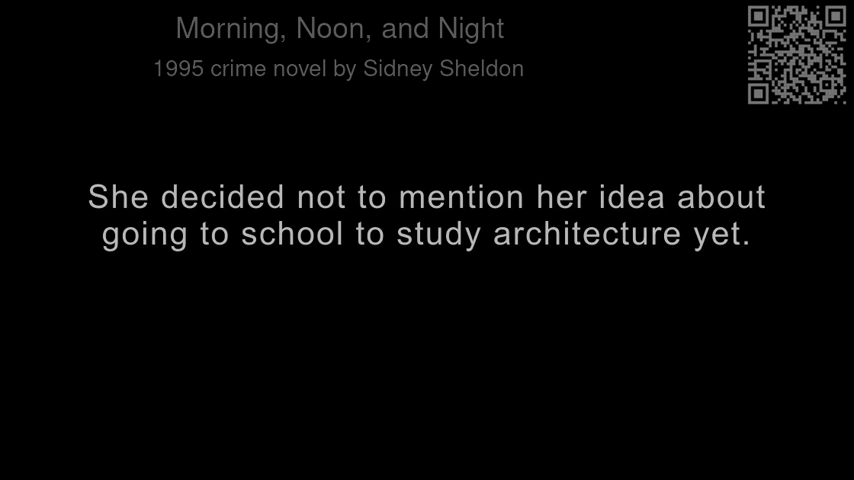 Morning, Noon, and Night
1995 crime novel by Sidney Sheldon
She decided not to mention her idea about
going to school to study architecture yet.